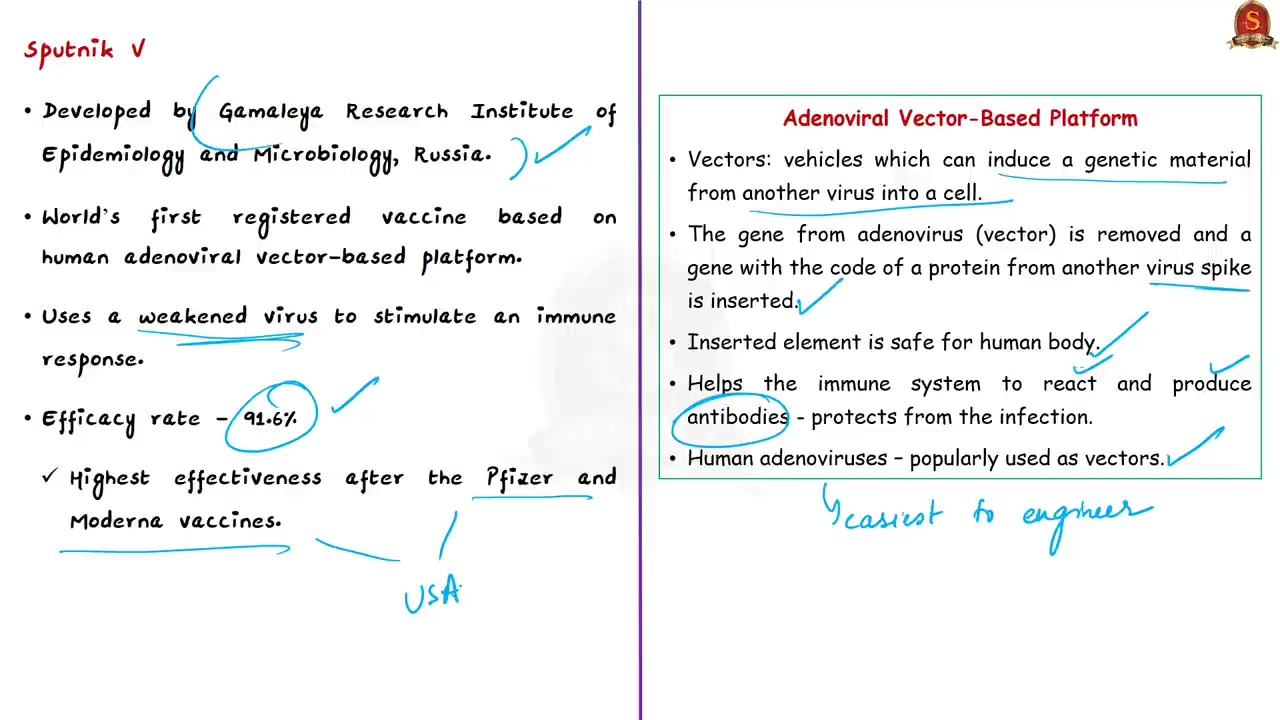 Sputnik V
• Developed by Gamaleya Research Institute of
Epidemiology and Microbiology, Russia.
• World's first registered vaccine based on
human adenoviral vector-based platform.
• Uses a weakened virus to stimulate an immune
response.
• Efficacy rate – 91.6%
✓ Highest effectiveness after the Pfizer and
Moderna vaccines.
USA
S
Adenoviral Vector-Based Platform
• Vectors: vehicles which can induce a genetic material
from another virus into a cell.
• The gene from adenovirus (vector) is removed and a
gene with the code of a protein from another virus spike
is inserted.
• Inserted element is safe for human body.
• Helps the immune system to react and produce
antibodies - protects from the infection.
• Human adenoviruses – popularly used as vectors.
easiest to engineer